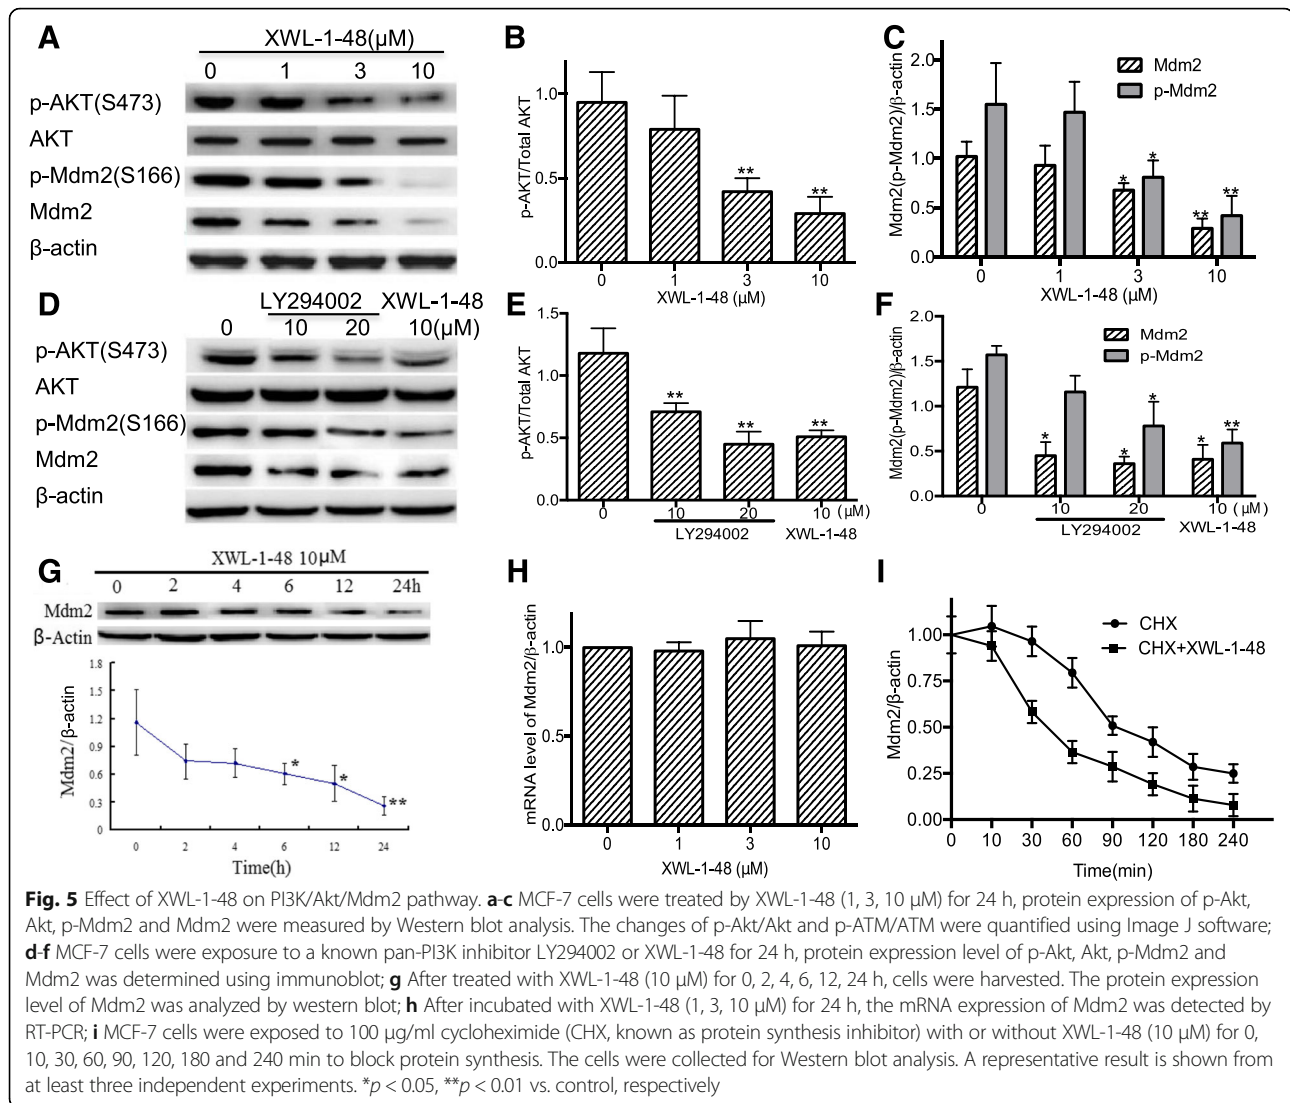 A
XWL-1-48(μM)
0 1 3 10
p-AKT(S473)
AKT
p-Mdm2(S166)
Mdm2
β-actin
B
p-AKT/Total AKT
1.0
0.5
0.0
0 1 3 10
XWL-1-48 (μM)
** **
C
Mdm2(p-Mdm2)/β-actin
2.0
1.5
1.0
0.5
0.0
Mdm2
p-Mdm2
* * ** **
0 1 3 10
XWL-1-48 (μM)
D
LY294002 XWL-1-48
0 10 20 10(μM)
p-AKT(S473)
AKT
p-Mdm2(S166)
Mdm2
β-actin
E
p-AKT/Total AKT
1.5
1.0
0.5
0.0
** ** **
0 10 20 10 (μM)
LY294002 XWL-1-48
F
Mdm2(p-Mdm2)/β-actin
2.0
1.5
1.0
0.5
0.0
Mdm2
p-Mdm2
* * * * **
0 10 20 10 (μM)
LY294002 XWL-1-48
G
XWL-1-48 10μM
0 2 4 6 12 24h
Mdm2
β-Actin
Mdm2/β-actin
1.8
1.5
1.2
0.9
0.6
0.3
0
* * **
0 2 4 6 12 24
Time(h)
H
mRNA level of Mdm2/β-actin
1.0
0.5
0.0
0 1 3 10
XWL-1-48 (μM)
I
Mdm2/β-actin
1.00
0.75
0.50
0.25
0.00
CHX
CHX+XWL-1-48
0 10 30 60 90 120 180 240
Time(min)
Fig. 5 Effect of XWL-1-48 on PI3K/Akt/Mdm2 pathway. a-c MCF-7 cells were treated by XWL-1-48 (1, 3, 10 μM) for 24 h, protein expression of p-Akt,
Akt, p-Mdm2 and Mdm2 were measured by Western blot analysis. The changes of p-Akt/Akt and p-ATM/ATM were quantified using Image J software;
d-f MCF-7 cells were exposure to a known pan-PI3K inhibitor LY294002 or XWL-1-48 for 24 h, protein expression level of p-Akt, Akt, p-Mdm2 and
Mdm2 was determined using immunoblot; g After treated with XWL-1-48 (10 μM) for 0, 2, 4, 6, 12, 24 h, cells were harvested. The protein expression
level of Mdm2 was analyzed by western blot; h After incubated with XWL-1-48 (1, 3, 10 μM) for 24 h, the mRNA expression of Mdm2 was detected by
RT-PCR; i MCF-7 cells were exposed to 100 μg/ml cycloheximide (CHX, known as protein synthesis inhibitor) with or without XWL-1-48 (10 μM) for 0,
10, 30, 60, 90, 120, 180 and 240 min to block protein synthesis. The cells were collected for Western blot analysis. A representative result is shown from
at least three independent experiments. *p < 0.05, **p < 0.01 vs. control, respectively